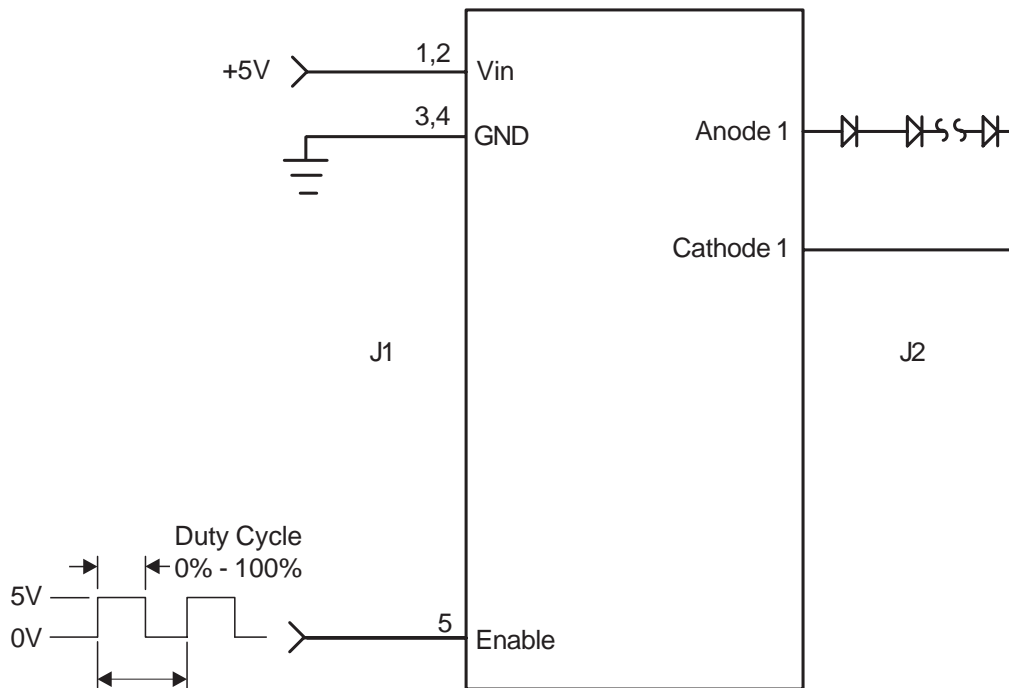 1,2
+5V
Vin
3,4
GND
Anode 1
Cathode 1
J1
J2
Duty Cycle
0% - 100%
5V
0V
5
Enable